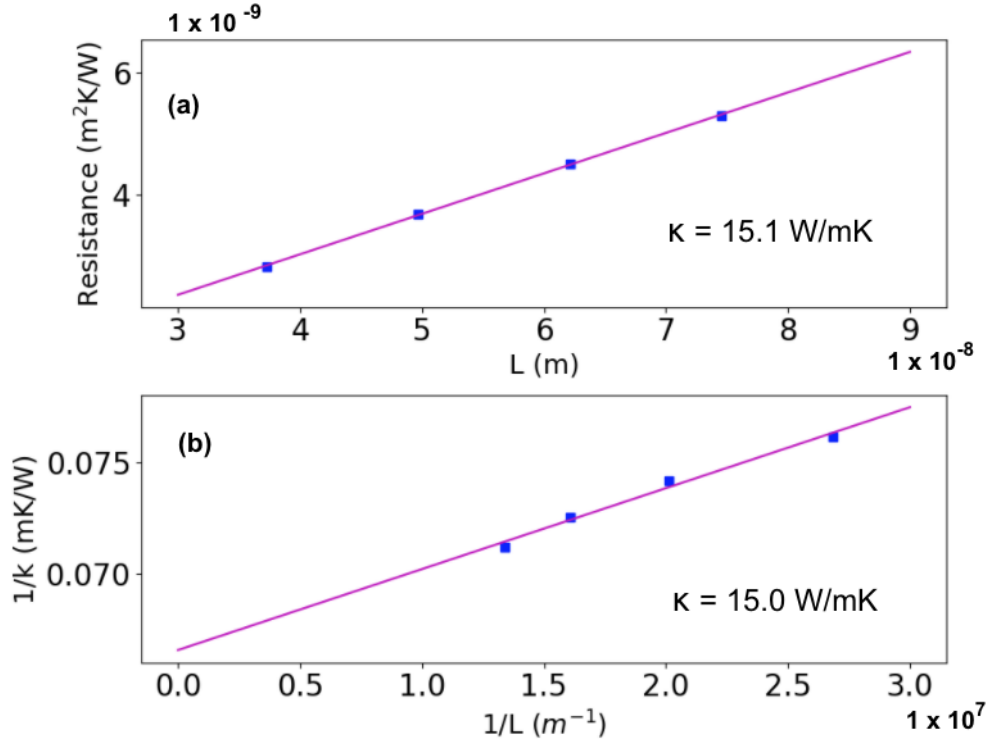 1 x 10 -9
Resistance (m²K/W)
6
4
(a)
κ = 15.1 W/mK
3 4 5 6 7 8 9
L (m)
1 x 10 -8
1/k (mK/W)
0.075
0.070
(b)
κ = 15.0 W/mK
0.0 0.5 1.0 1.5 2.0 2.5 3.0
1/L (m⁻¹)
1 x 10⁷